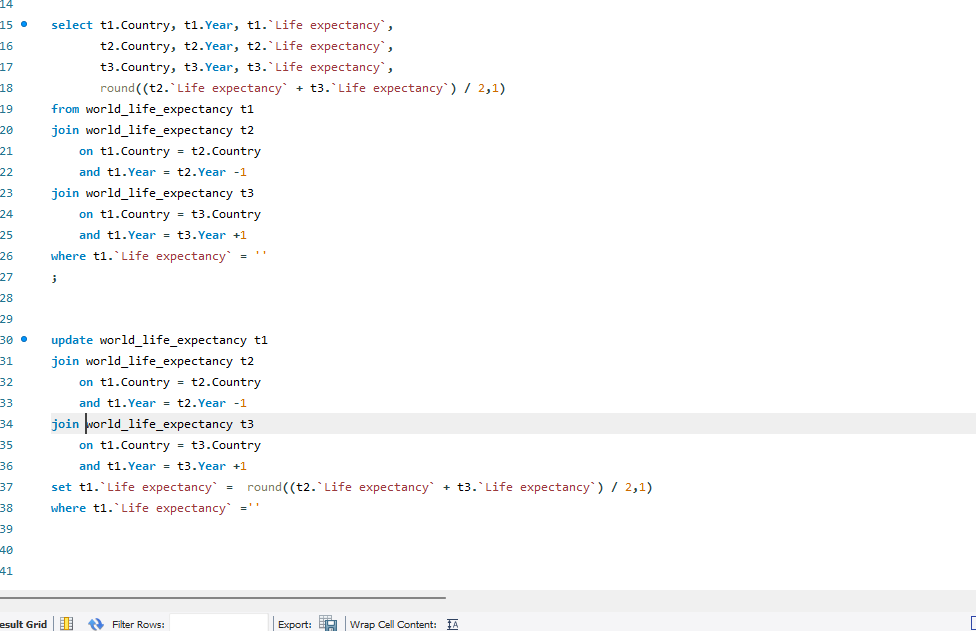 14
15 select t1.Country, t1.Year, t1.`Life expectancy`,
16 t2.Country, t2.Year, t2.`Life expectancy`,
17 t3.Country, t3.Year, t3.`Life expectancy`,
18 round((t2.`Life expectancy` + t3.`Life expectancy`) / 2,1)
19 from world_life_expectancy t1
20 join world_life_expectancy t2
21 on t1.Country = t2.Country
22 and t1.Year = t2.Year -1
23 join world_life_expectancy t3
24 on t1.Country = t3.Country
25 and t1.Year = t3.Year +1
26 where t1.`Life expectancy` = ''
27 ;
28
29
30 update world_life_expectancy t1
31 join world_life_expectancy t2
32 on t1.Country = t2.Country
33 and t1.Year = t2.Year -1
34 join world_life_expectancy t3
35 on t1.Country = t3.Country
36 and t1.Year = t3.Year +1
37 set t1.`Life expectancy` =  round((t2.`Life expectancy` + t3.`Life expectancy`) / 2,1)
38 where t1.`Life expectancy` =''
39
40
41
esult Grid Filter Rows: Export: Wrap Cell Content: IA